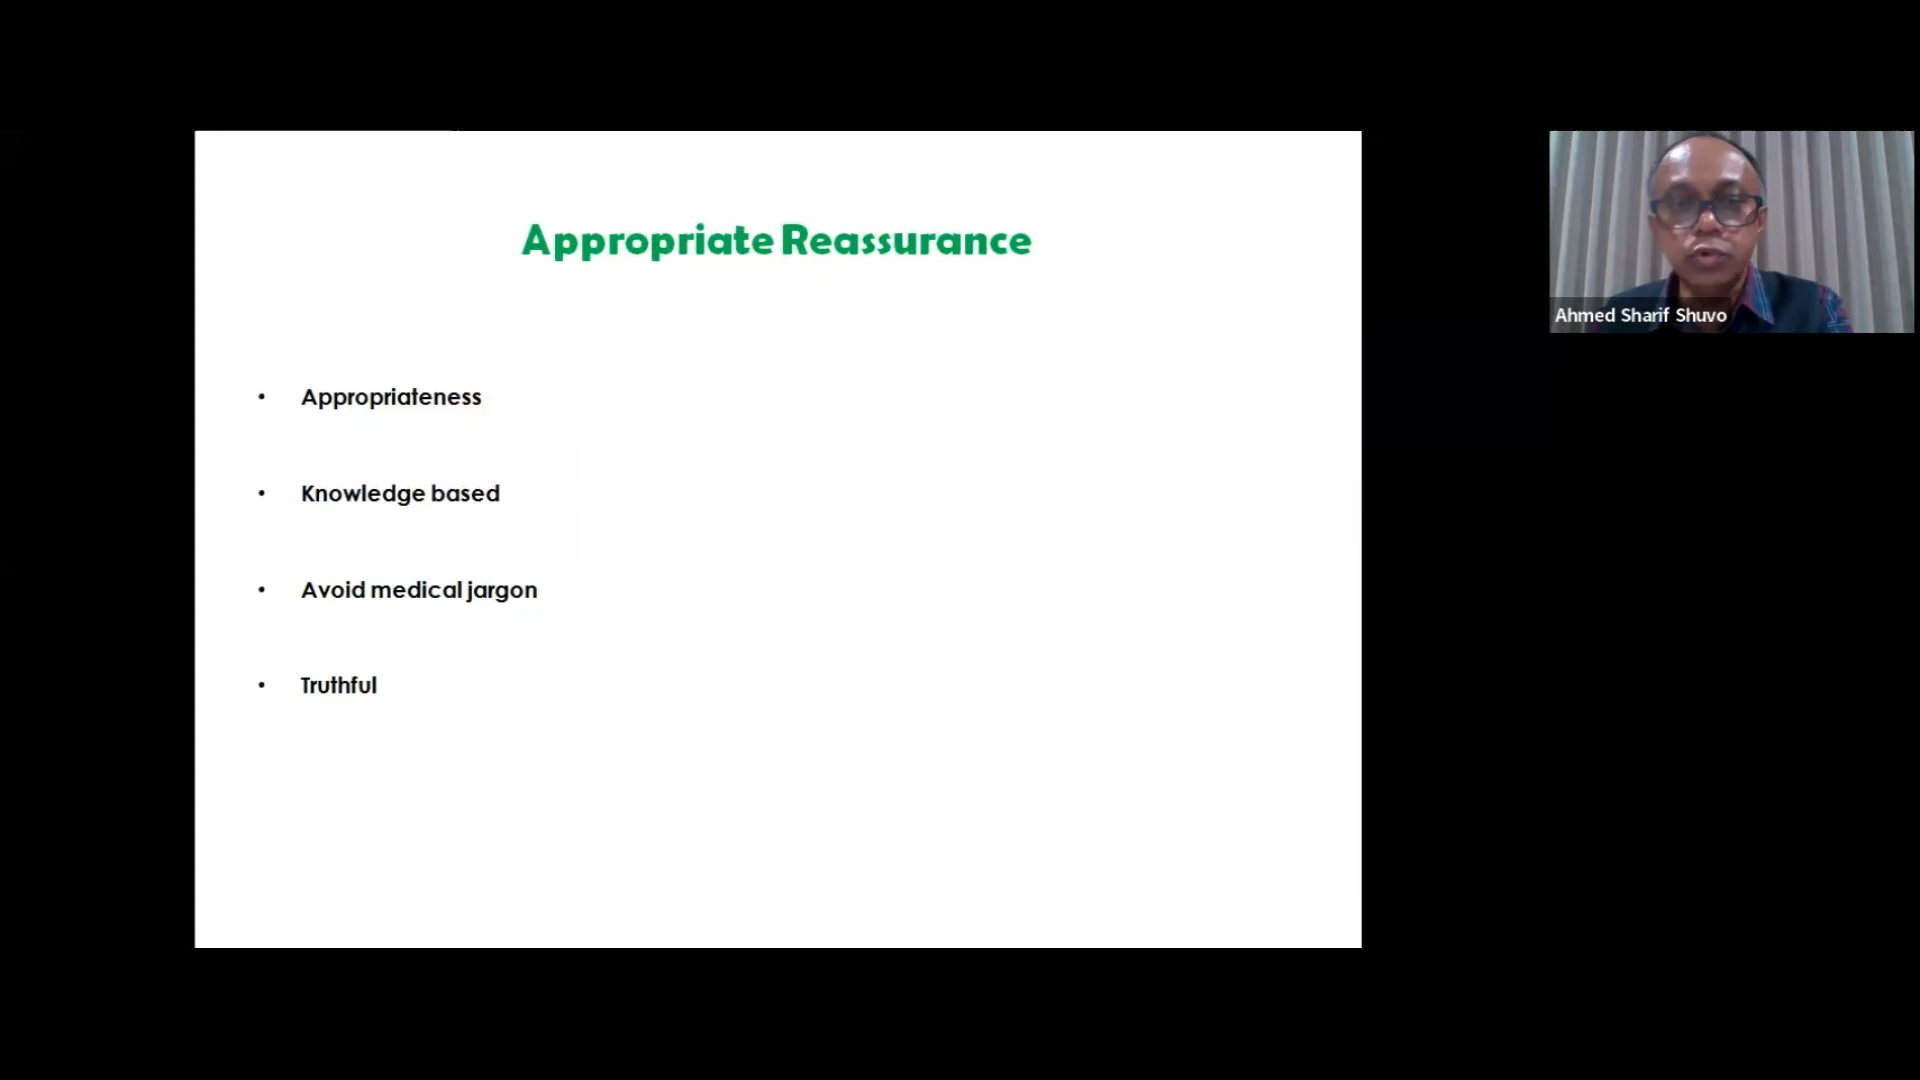 Appropriate Reassurance
Ahmed Sharif Shuvo
• Appropriateness
• Knowledge based
• Avoid medical jargon
• Truthful